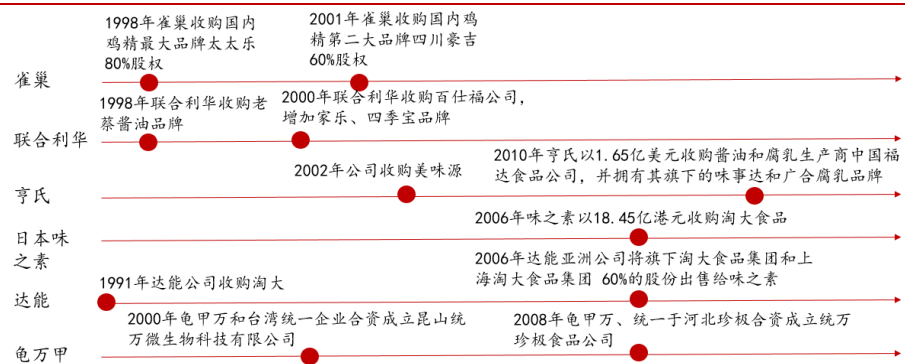 1998年雀巢收购国内
鸡精最大品牌太太乐
80%股权
2001年雀巢收购国内鸡
精第二大品牌四川豪吉
60%股权
雀巢
1998年联合利华收购老
蔡酱油品牌
2000年联合利华收购百仕福公司，
增加家乐、四季宝品牌
联合利华
2002年公司收购美味源
2010年亨氏以1.65亿美元收购酱油和腐乳生产商中国福
达食品公司，并拥有其旗下的味事达和广合腐乳品牌
亨氏
2006年味之素以18.45亿港元收购淘大食品
日本味
之素
1991年达能公司收购淘大
2006年达能亚洲公司将旗下淘大食品集团和上
海淘大食品集团 60%的股份出售给味之素
达能
2000年龟甲万和台湾统一企业合资成立昆山统
万微生物科技有限公司
2008年龟甲万、统一于河北珍极合资成立统万
珍极食品公司
龟万甲